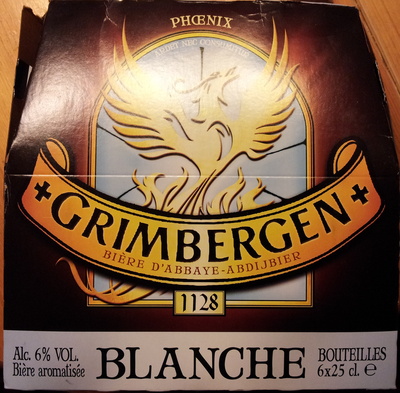 PHŒNIX
GRIMBERGEN
BIÈRE D'ABBAYE-ABDIJBIER
1128
Alc. 6% VOL.
Bière aromatisée
BLANCHE
BOUTEILLES
6x25 cl. e